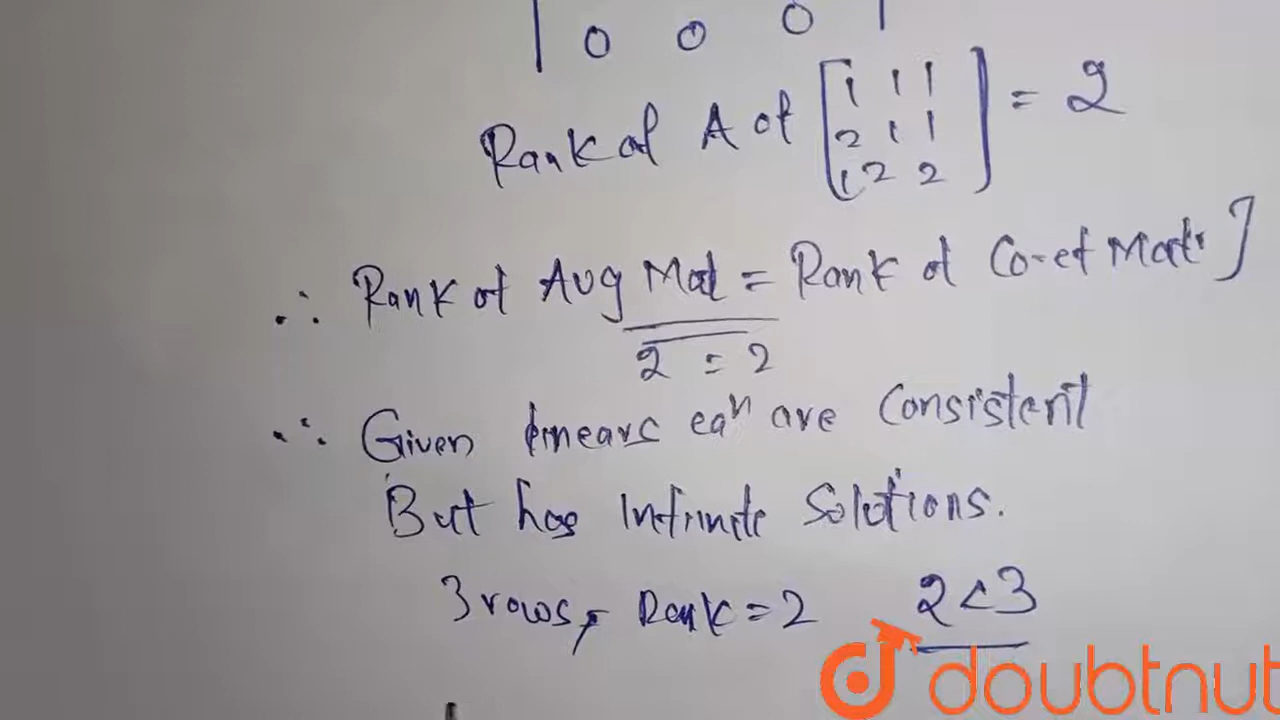 | 0 0 0 |
Rank of A of [1 1 1
2 1 1
1 2 2] = 2
∴ Rank of Aug Mat = Rank of Co-ef Mat]
2 = 2
∴ Given linears eqn are consistent
But has Infinite Solutions.
3 rows, Rank = 2 2 < 3
doubtnut